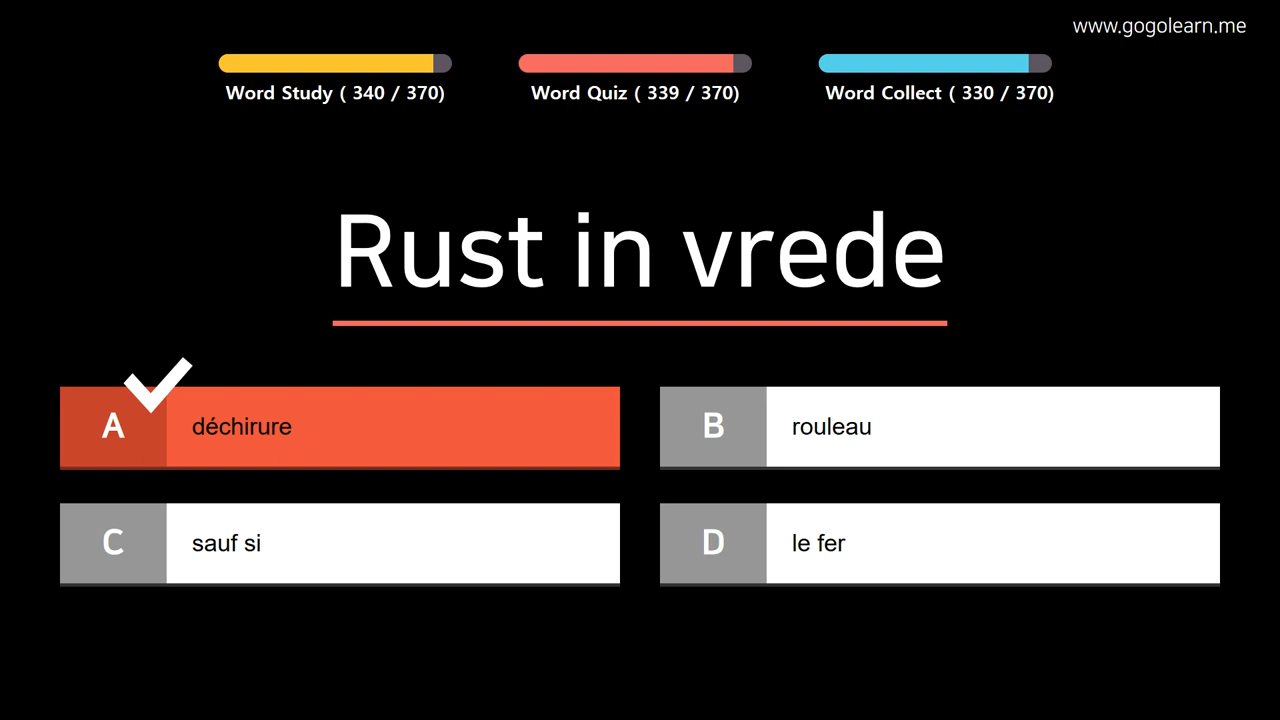 www.gogolearn.me
Word Study ( 340 / 370)
Word Quiz ( 339 / 370)
Word Collect ( 330 / 370)
Rust in vrede
A
déchirure
B
rouleau
C
sauf si
D
le fer